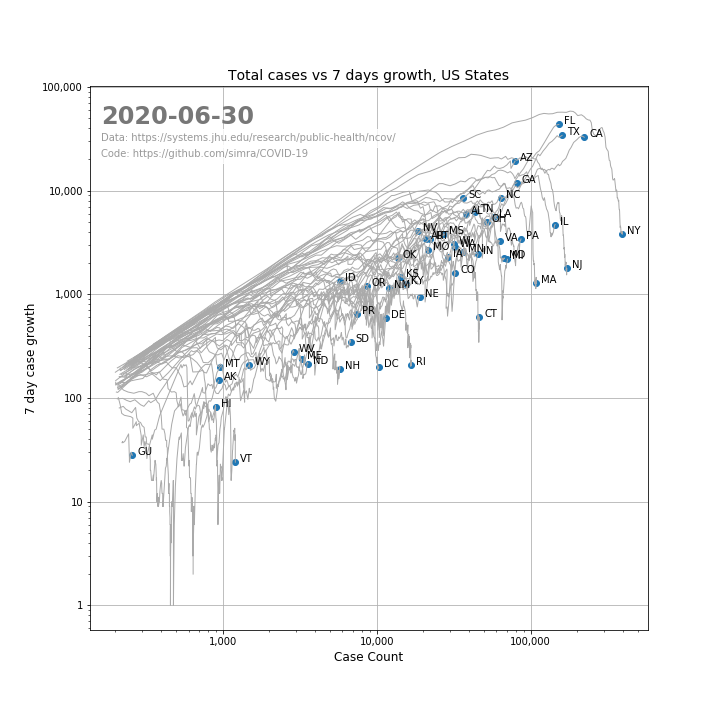 Total cases vs 7 days growth, US States
100,000
2020-06-30
Data: https://systems.jhu.edu/research/public-health/ncov/
Code: https://github.com/simra/COVID-19
FL
TX
CA
AZ
GA
10,000
SC
NC
AL
TN
LA
OH
IL
NV
MS
NY
VA
PA
MO
OK
IA
MN
IN
NJ
CO
ID
KS
OR
KY
NM
MA
1,000
NE
PR
DE
CT
SD
WV
ME
ND
MT
WY
NH
DC
RI
AK
100
HI
GU
VT
10
1
7 day case growth
1,000
10,000
100,000
Case Count